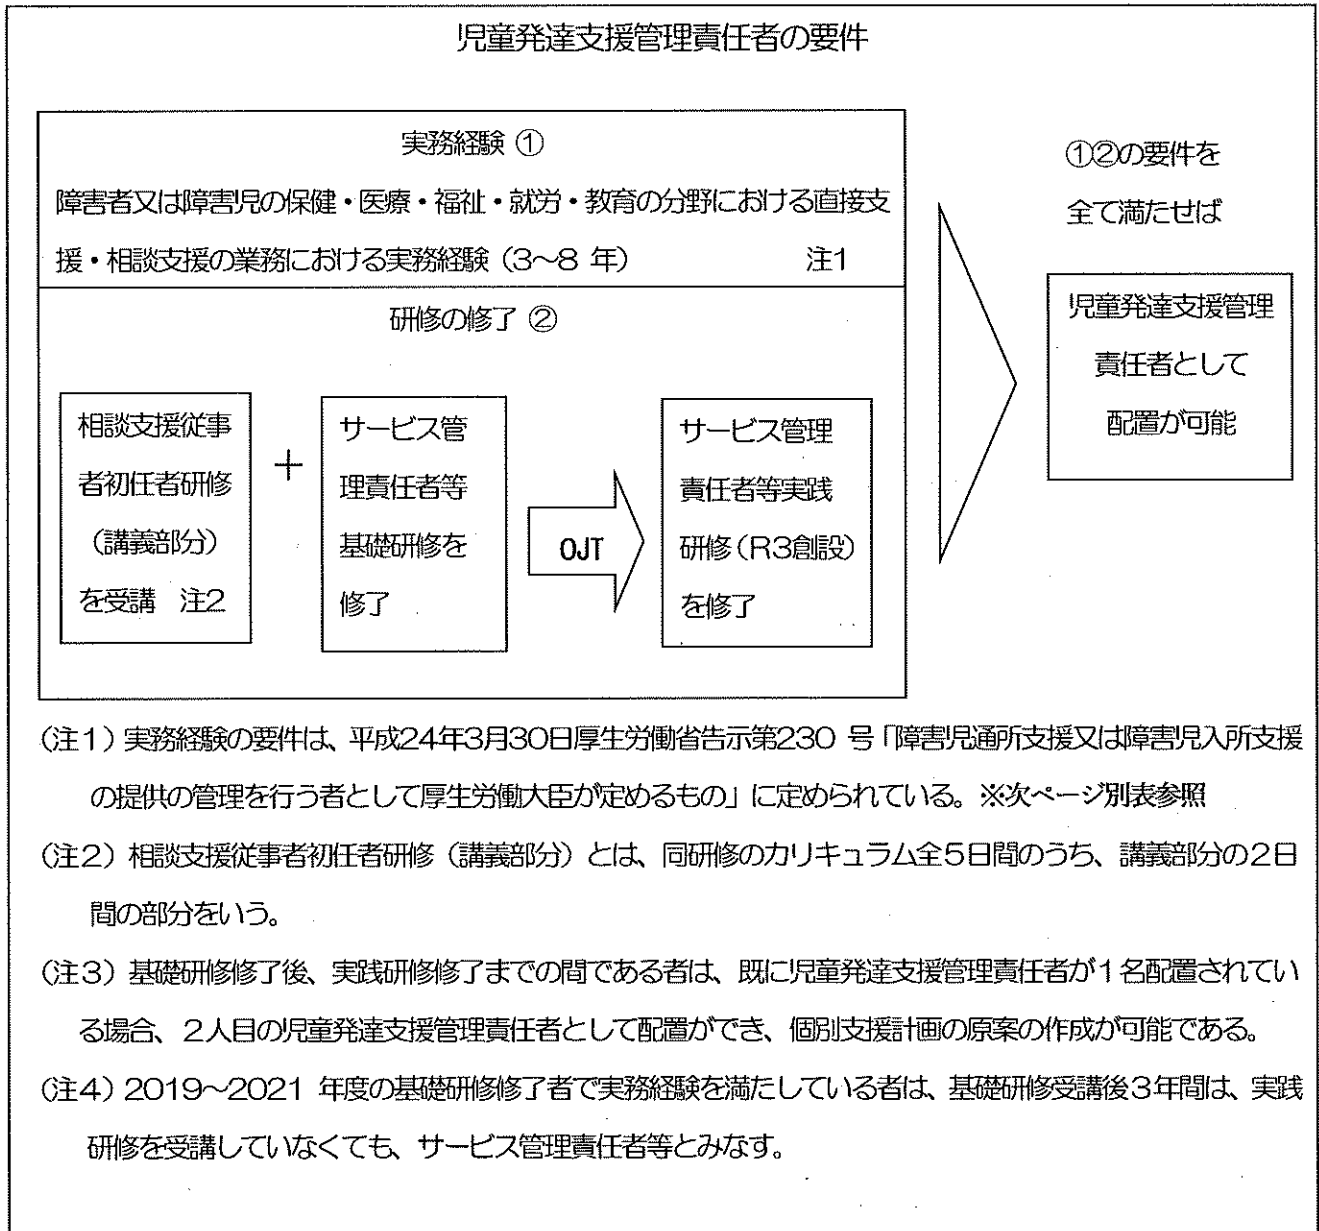 児童発達支援管理責任者の要件
実務経験 ①
障害者又は障害児の保健・医療・福祉・就労・教育の分野における直接支
援・相談支援の業務における実務経験（3～8 年） 注1
研修の修了 ②
相談支援従事
者初任者研修
（講義部分）
を受講 注2
＋
サービス管
理責任者等
基礎研修を
修了
OJT
サービス管理
責任者等実践
研修（R3創設）
を修了
①②の要件を
全て満たせば
児童発達支援管理
責任者として
配置が可能
（注1）実務経験の要件は、平成24年3月30日厚生労働省告示第230 号「障害児通所支援又は障害児入所支援
の提供の管理を行う者として厚生労働大臣が定めるもの」に定められている。※次ページ別表参照
（注2）相談支援従事者初任者研修（講義部分）とは、同研修のカリキュラム全5日間のうち、講義部分の2日
間の部分をいう。
（注3）基礎研修修了後、実践研修修了までの間である者は、既に児童発達支援管理責任者が1名配置されてい
る場合、2人目の児童発達支援管理責任者として配置ができ、個別支援計画の原案の作成が可能である。
（注4）2019～2021 年度の基礎研修修了者で実務経験を満たしている者は、基礎研修受講後3年間は、実践
研修を受講していなくても、サービス管理責任者等とみなす。